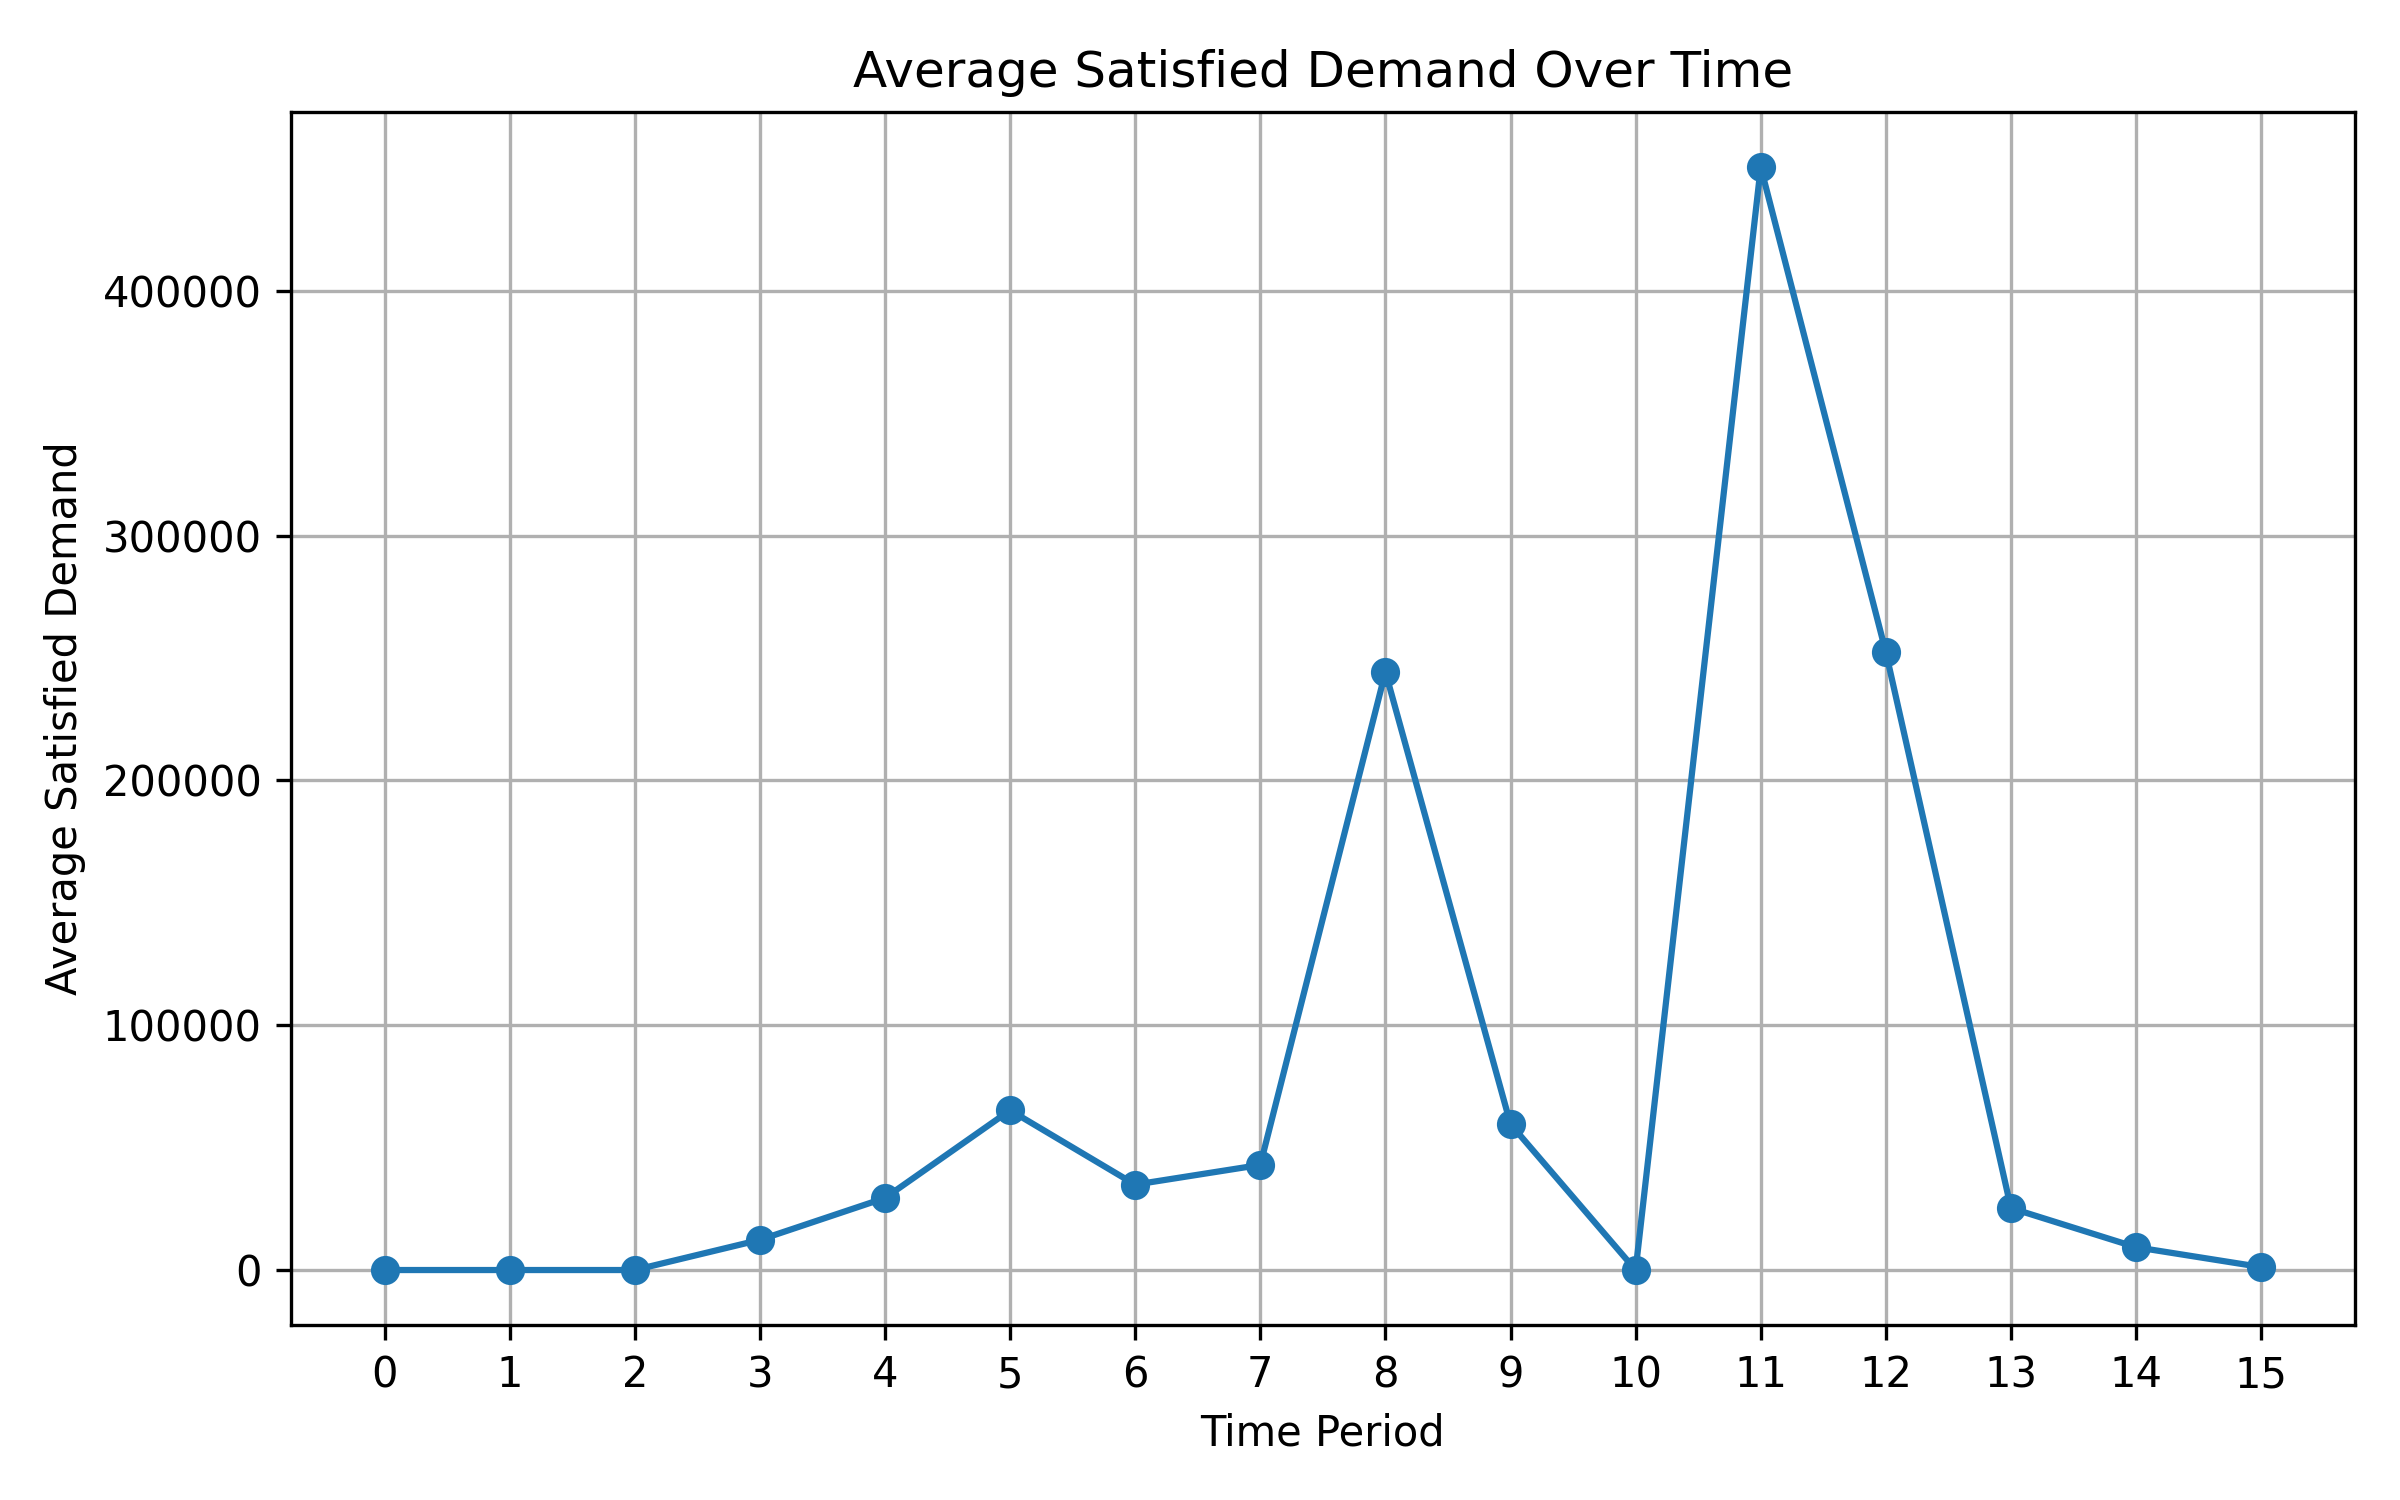 Average Satisfied Demand Over Time
Average Satisfied Demand
400000
300000
200000
100000
0
0 1 2 3 4 5 6 7 8 9 10 11 12 13 14 15
Time Period